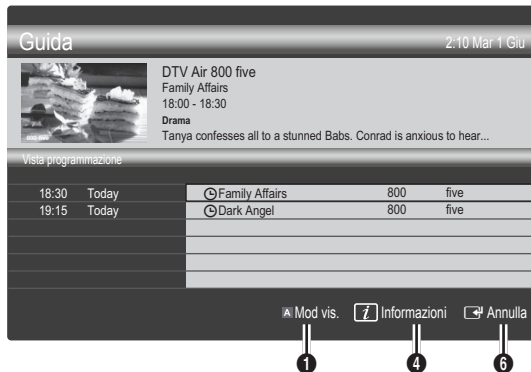 Guida
2:10 Mar 1 Giu
DTV Air 800 five
Family Affairs
18:00 - 18:30
Drama
Tanya confesses all to a stunned Babs. Conrad is anxious to hear...
Vista programmazione
18:30 Today Family Affairs 800 five
19:15 Today Dark Angel 800 five
A Mod vis. i Informazioni Annulla
1 4 6